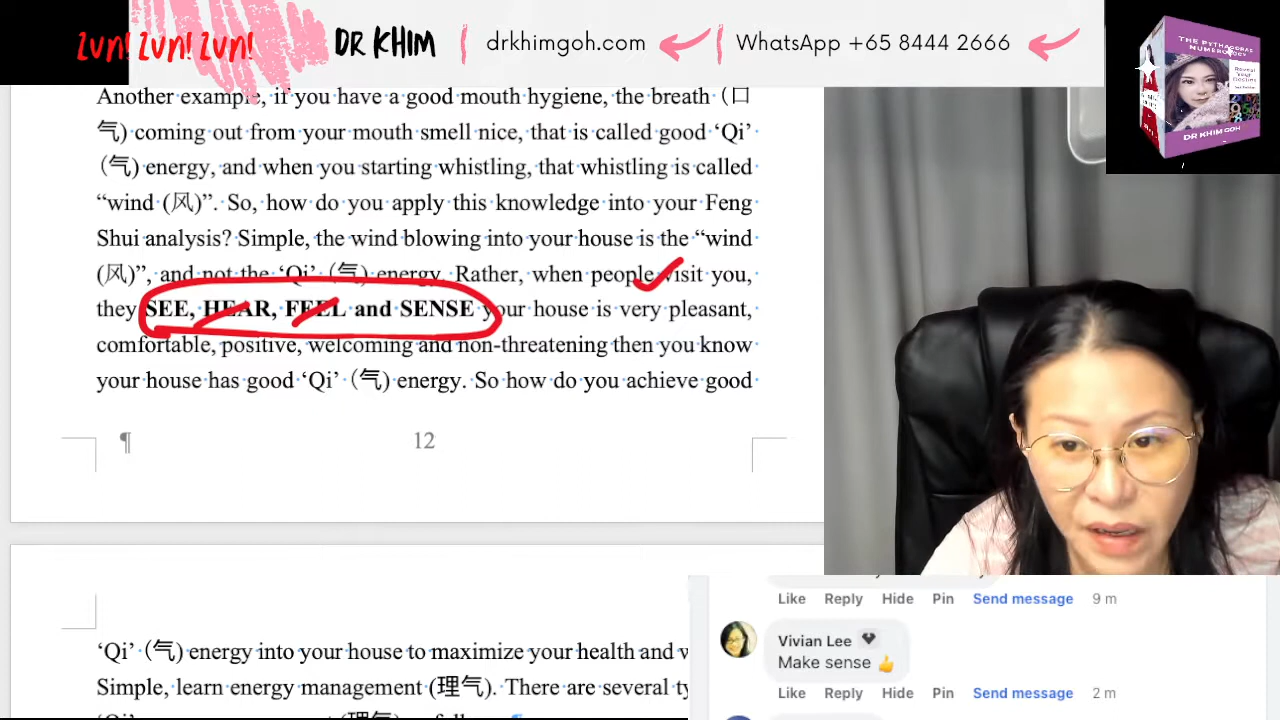 ZUN! ZUN! ZUN!
DR KHIM
drkhimgoh.com
WhatsApp +65 8444 2666
THE PYTHAGORAS
NUMEROLOGY
DR KHIM GOH
Another example, if you have a good mouth hygiene, the breath (口
气) coming out from your mouth smell nice, that is called good ‘Qi’
(气) energy, and when you starting whistling, that whistling is called
“wind (风)”. So, how do you apply this knowledge into your Feng
Shui analysis? Simple, the wind blowing into your house is the “wind
(风)”, and not the ‘Qi’ (气) energy. Rather, when people visit you,
they SEE, HEAR, FEEL and SENSE your house is very pleasant,
comfortable, positive, welcoming and non-threatening then you know
your house has good ‘Qi’ (气) energy. So how do you achieve good
¶
12
‘Qi’ (气) energy into your house to maximize your health and
Simple, learn energy management (理气). There are several
Like Reply Hide Pin Send message 9 m
Vivian Lee
Make sense 👍
Like Reply Hide Pin Send message 2 m